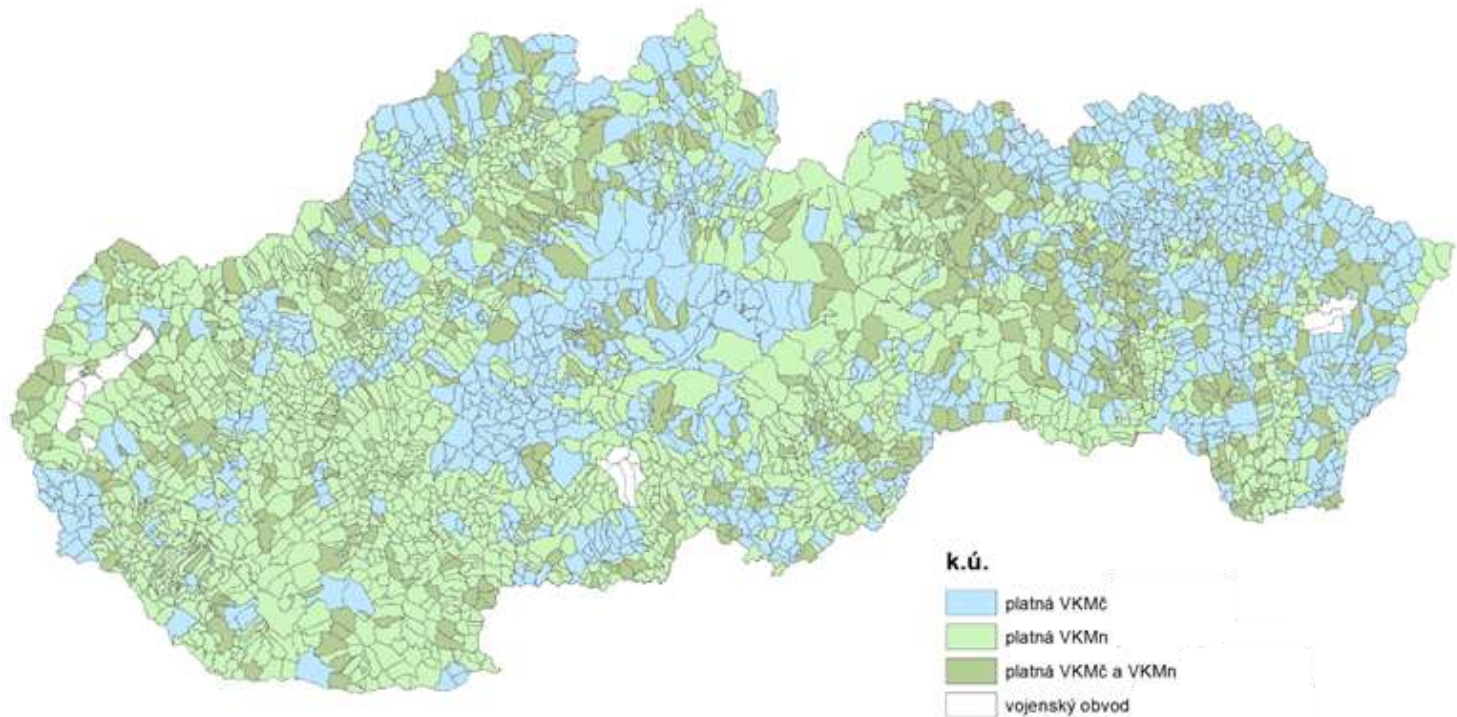 k.ú.
platná VKMč
platná VKMn
platná VKMč a VKMn
vojenský obvod